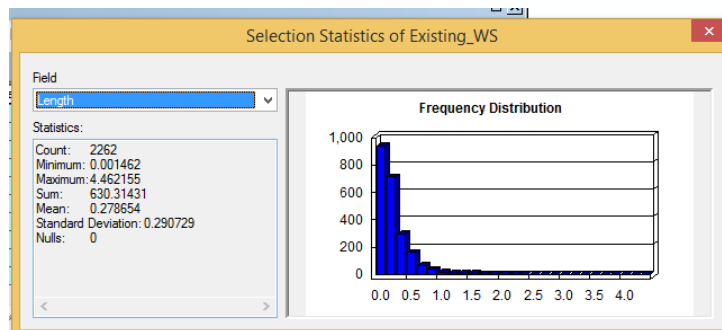 Selection Statistics of Existing_WS
Field
Length
Statistics:
Count: 2262
Minimum: 0.001462
Maximum: 4.462155
Sum: 630.31431
Mean: 0.278654
Standard Deviation: 0.290729
Nulls: 0
Frequency Distribution
1,000
800
600
400
200
0
0.0 0.5 1.0 1.5 2.0 2.5 3.0 3.5 4.0